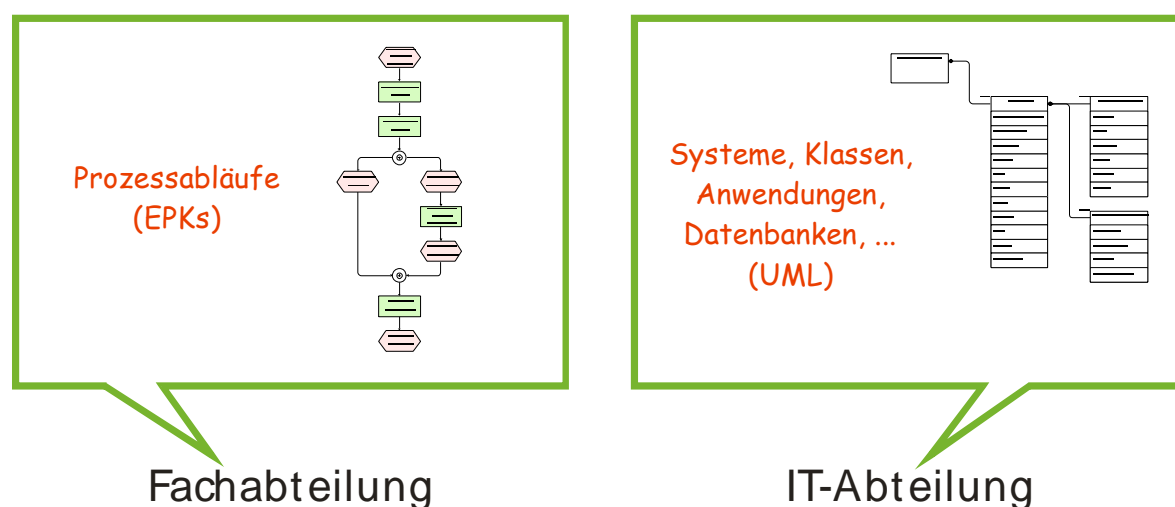 Prozessabläufe
(EPKs)
Systeme, Klassen,
Anwendungen,
Datenbanken, ...
(UML)
Fachabteilung
IT-Abteilung